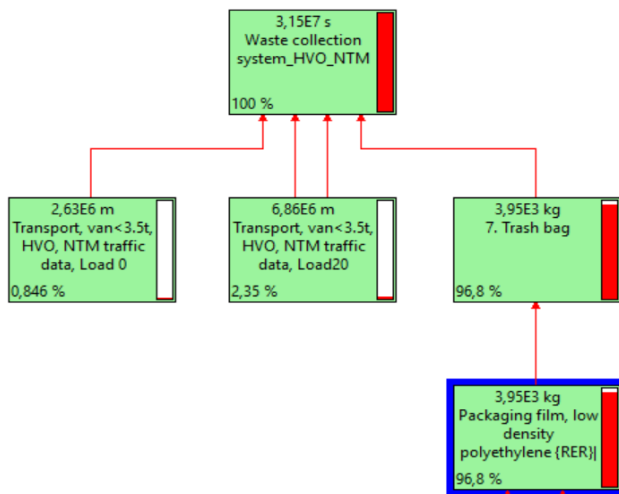 3,15E7 s
Waste collection
system_HVO_NTM
100 %
2,63E6 m
Transport, van<3.5t,
HVO, NTM traffic
data, Load 0
0,846 %
6,86E6 m
Transport, van<3.5t,
HVO, NTM traffic
data, Load20
2,35 %
3,95E3 kg
7. Trash bag
96,8 %
3,95E3 kg
Packaging film, low
density
polyethylene {RER}|
96,8 %